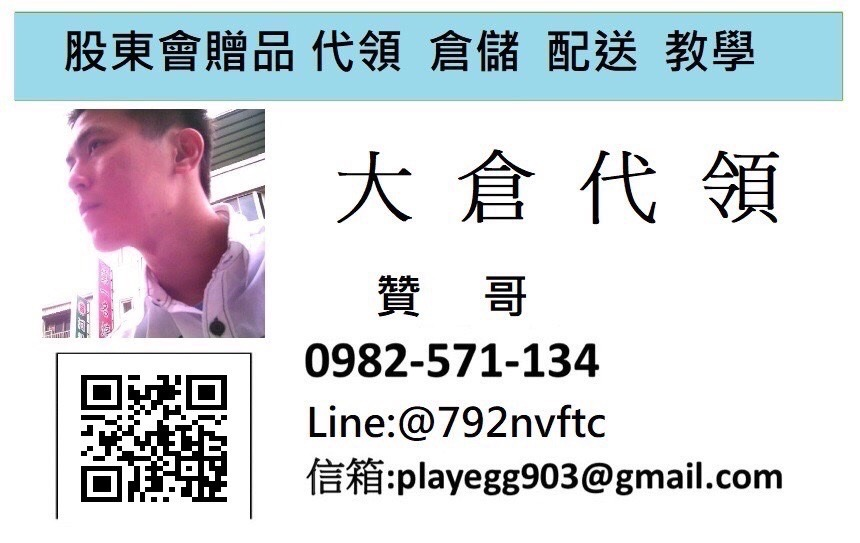 股東會贈品 代領 倉儲 配送 教學
大倉代領
贊哥
0982-571-134
Line:@792nvftc
信箱:playegg903@gmail.com